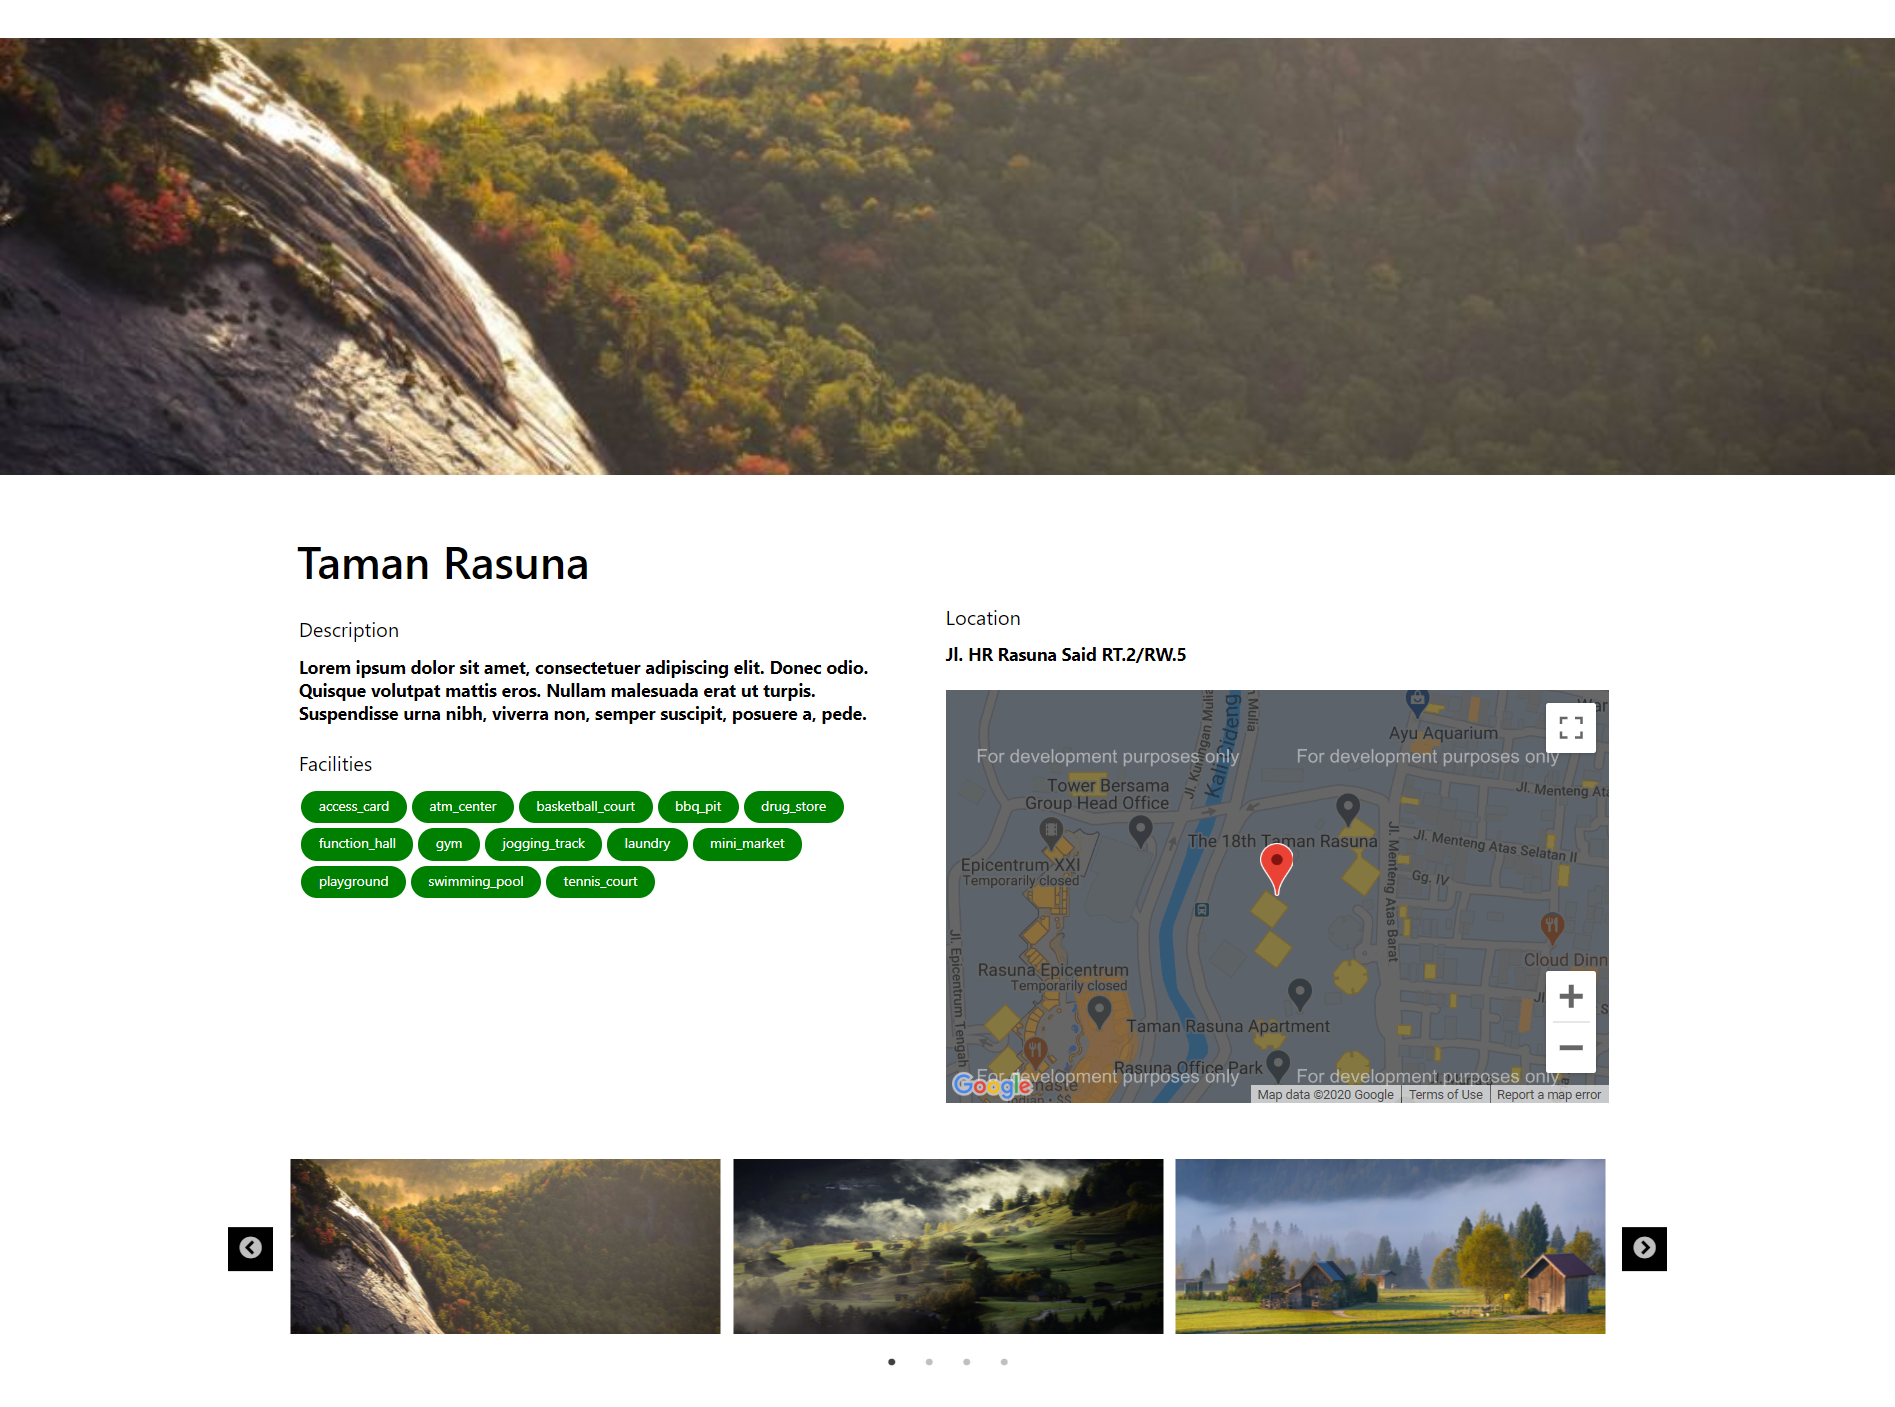 Taman Rasuna
Description
Lorem ipsum dolor sit amet, consectetuer adipiscing elit. Donec odio.
Quisque volutpat mattis eros. Nullam malesuada erat ut turpis.
Suspendisse urna nibh, viverra non, semper suscipit, posuere a, pede.
Facilities
access_card atm_center basketball_court bbq_pit drug_store
function_hall gym jogging_track laundry mini_market
playground swimming_pool tennis_court
Location
Jl. HR Rasuna Said RT.2/RW.5
Ayu Aquarium
For development purposes only
For development purposes only
Jl. Kuningan Mulia
Mulia
Kali Cideng
Tower Bersama
Group Head Office
Jl. Menteng Ata
The 18th Taman Rasuna
Jl. Menteng Atas Selatan II
Epicentrum XXI
Temporarily closed
Gg. IV
Jl. Menteng Atas Barat
Jl. Epicentrum Tengah
Cloud Dinn
Rasuna Epicentrum
Temporarily closed
Taman Rasuna Apartment
Rasuna Office Park
For development purposes only
For development purposes only
Google
Map data ©2020 Google
Terms of Use
Report a map error